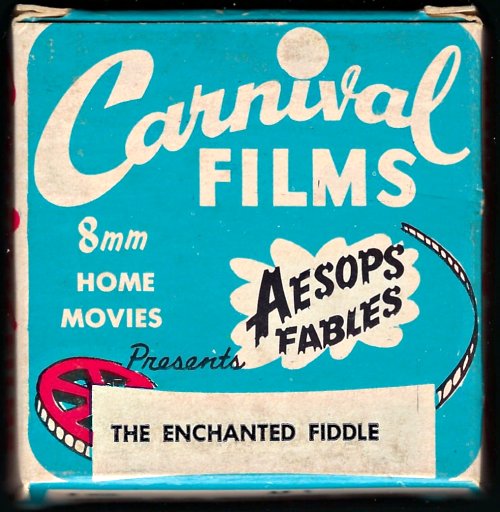 Carnival
FILMS
8mm
HOME
MOVIES
AESOPS
FABLES
Presents
THE ENCHANTED FIDDLE